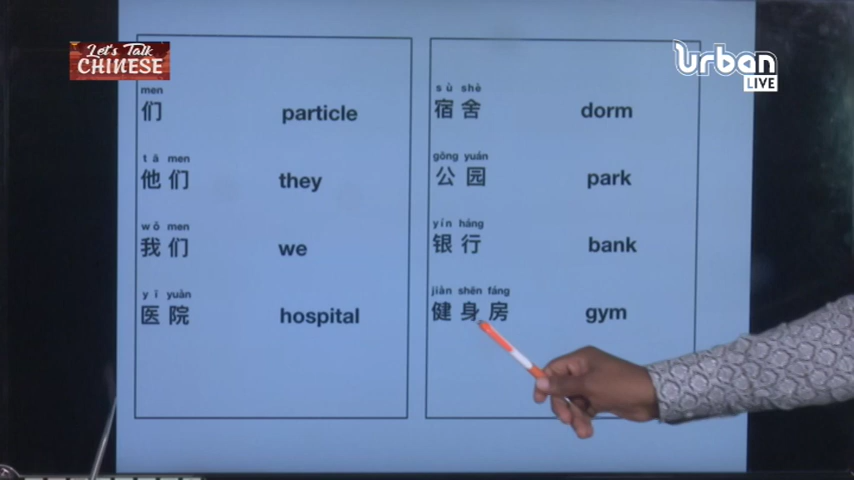 Let's Talk
CHINESE
urban
LIVE
men
们 particle
tā men
他 们 they
wǒ men
我 们 we
yī yuàn
医 院 hospital
sù shè
宿 舍 dorm
gōng yuán
公 园 park
yín háng
银 行 bank
jiàn shēn fáng
健 身 房 gym